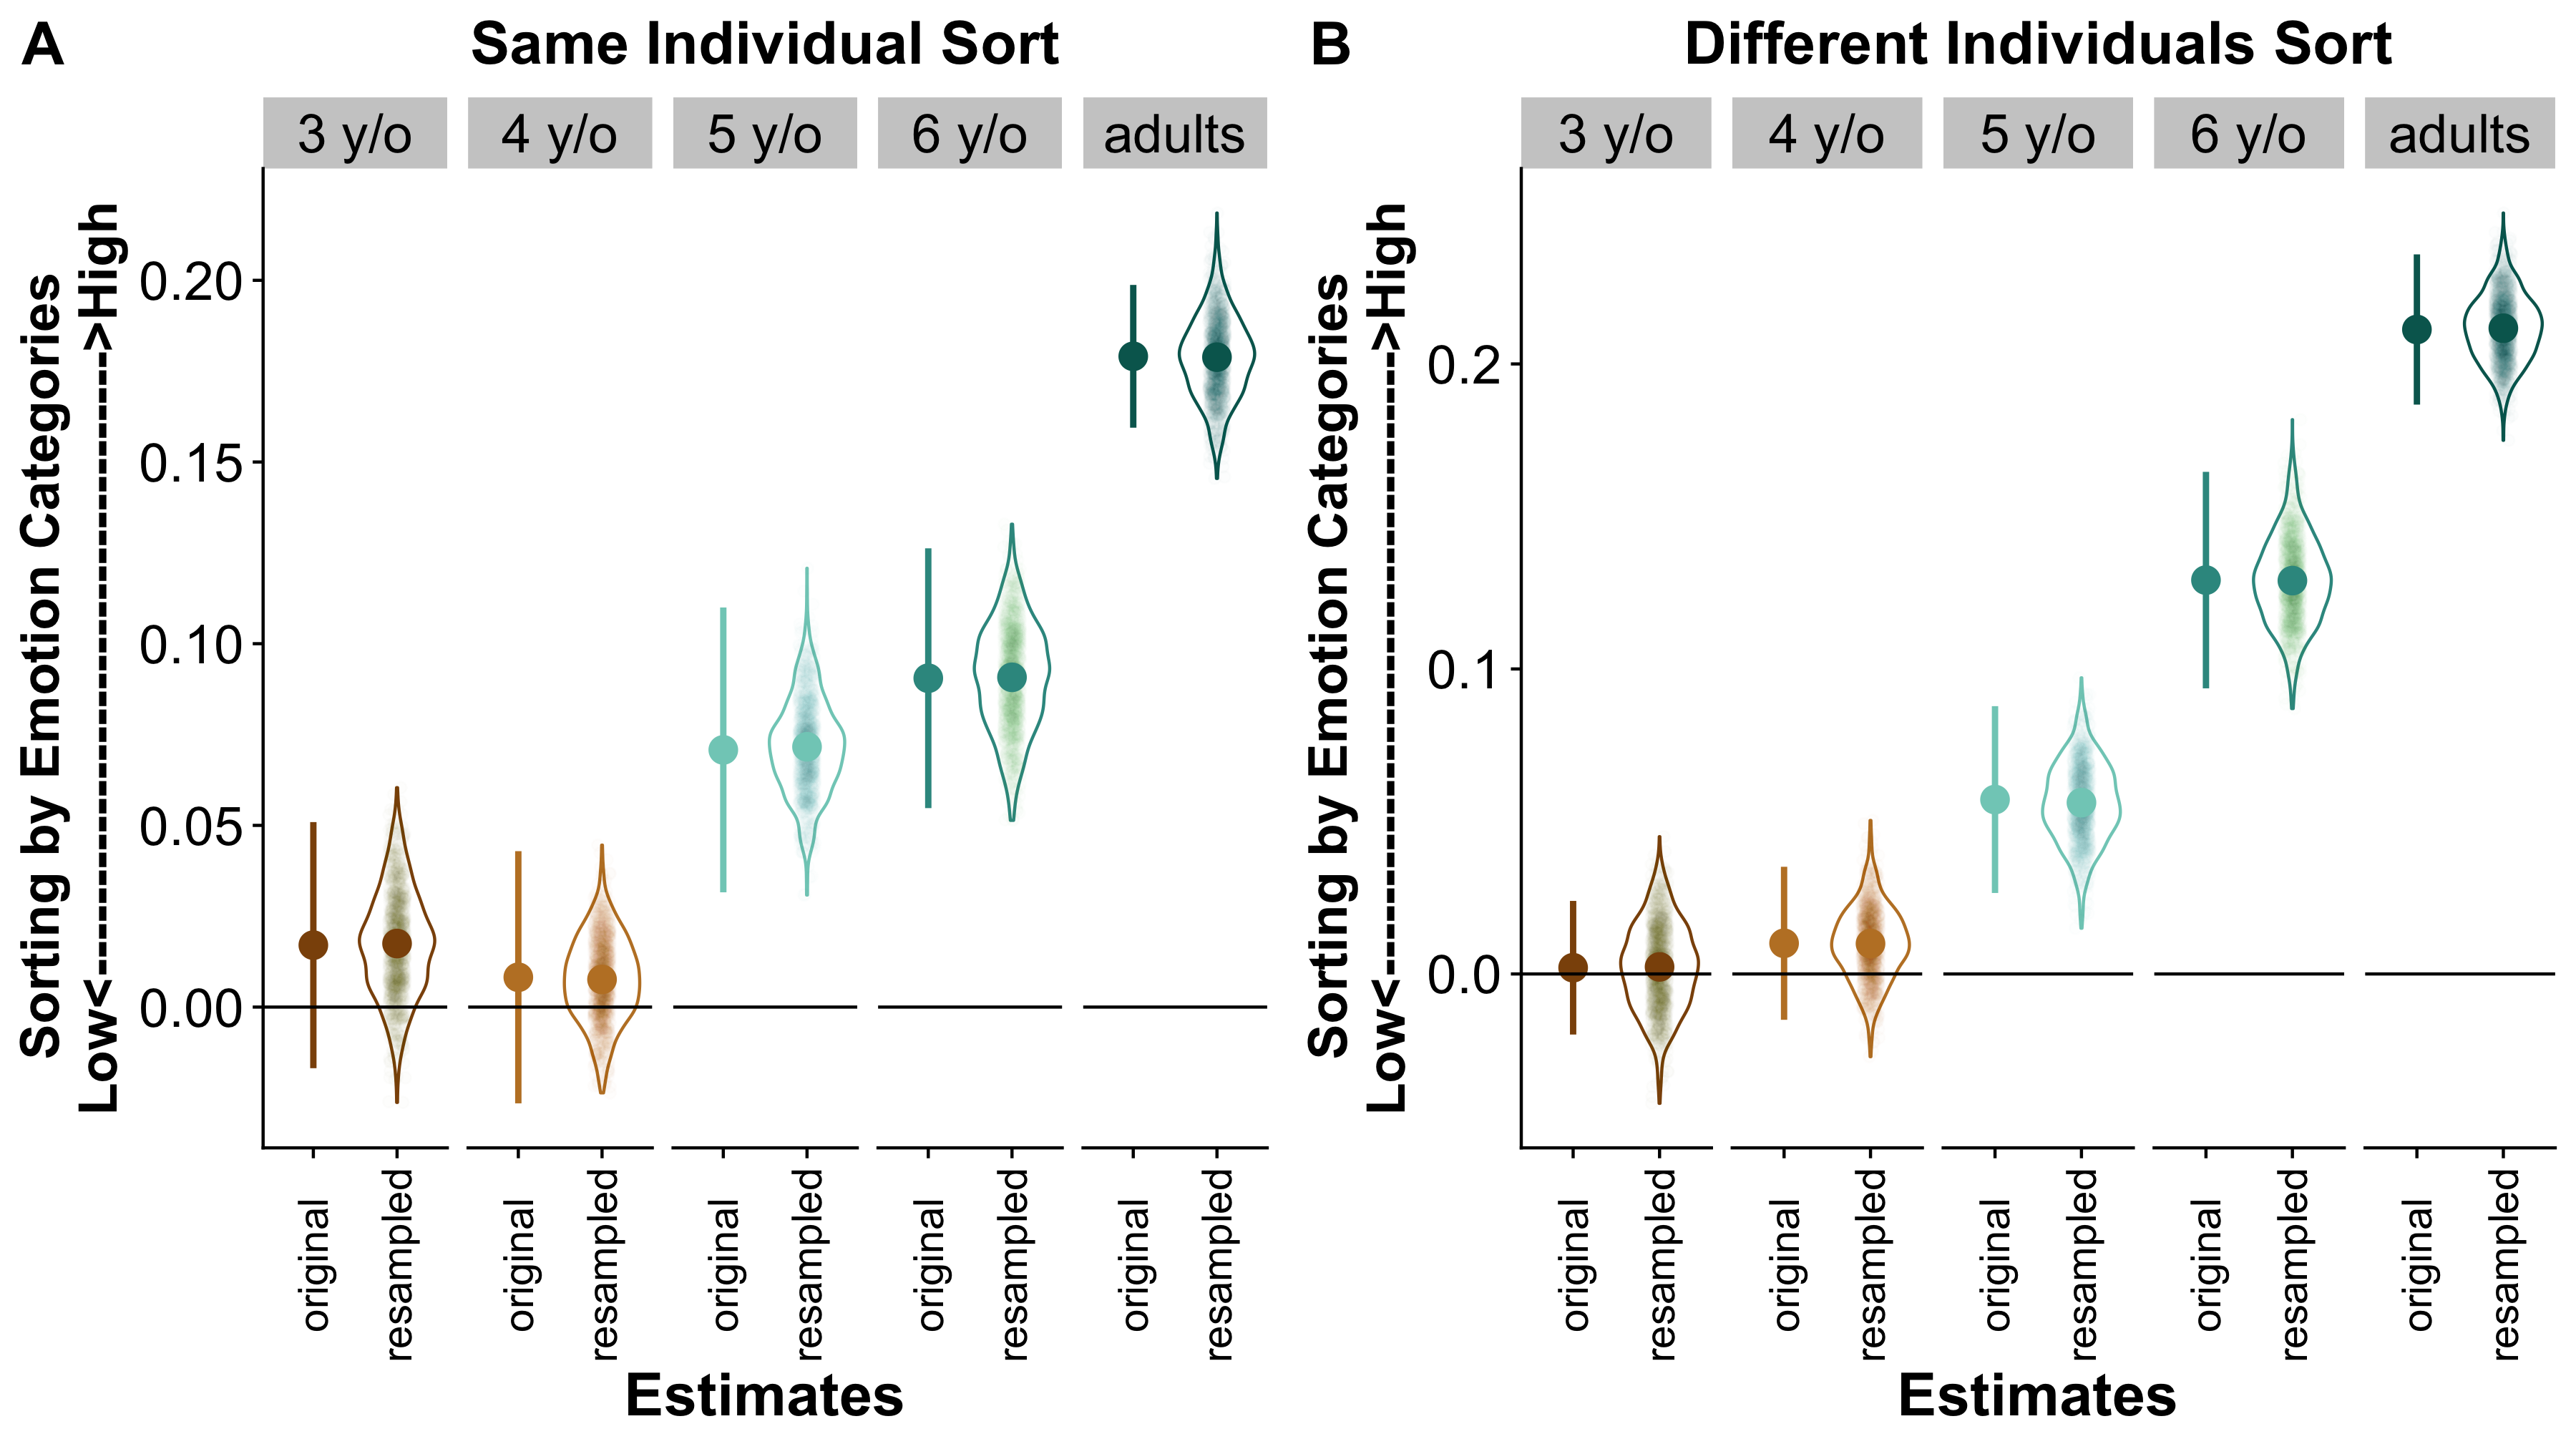 A
Same Individual Sort
3 y/o
4 y/o
5 y/o
6 y/o
adults
Sorting by Emotion Categories
Low<------------------------------>High
0.20
0.15
0.10
0.05
0.00
original
resampled
original
resampled
original
resampled
original
resampled
original
resampled
Estimates
B
Different Individuals Sort
3 y/o
4 y/o
5 y/o
6 y/o
adults
Sorting by Emotion Categories
Low<------------------------------>High
0.2
0.1
0.0
original
resampled
original
resampled
original
resampled
original
resampled
original
resampled
Estimates